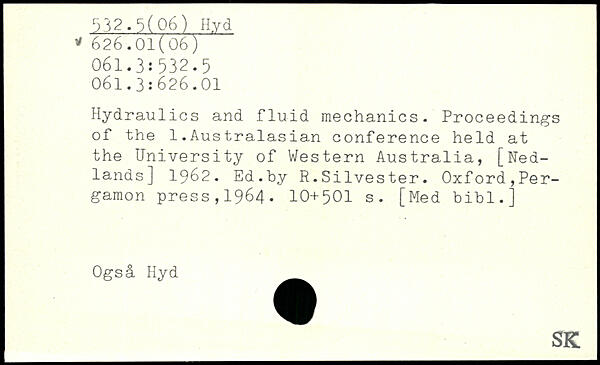 532.5(06) Hyd
v 626.01(06)
061.3:532.5
061.3:626.01
Hydraulics and fluid mechanics. Proceedings
of the 1.Australasian conference held at
the University of Western Australia, [Ned-
lands] 1962. Ed.by R.Silvester. Oxford,Per-
gamon press,1964. 10+501 s. [Med bibl.]
Også Hyd
SK